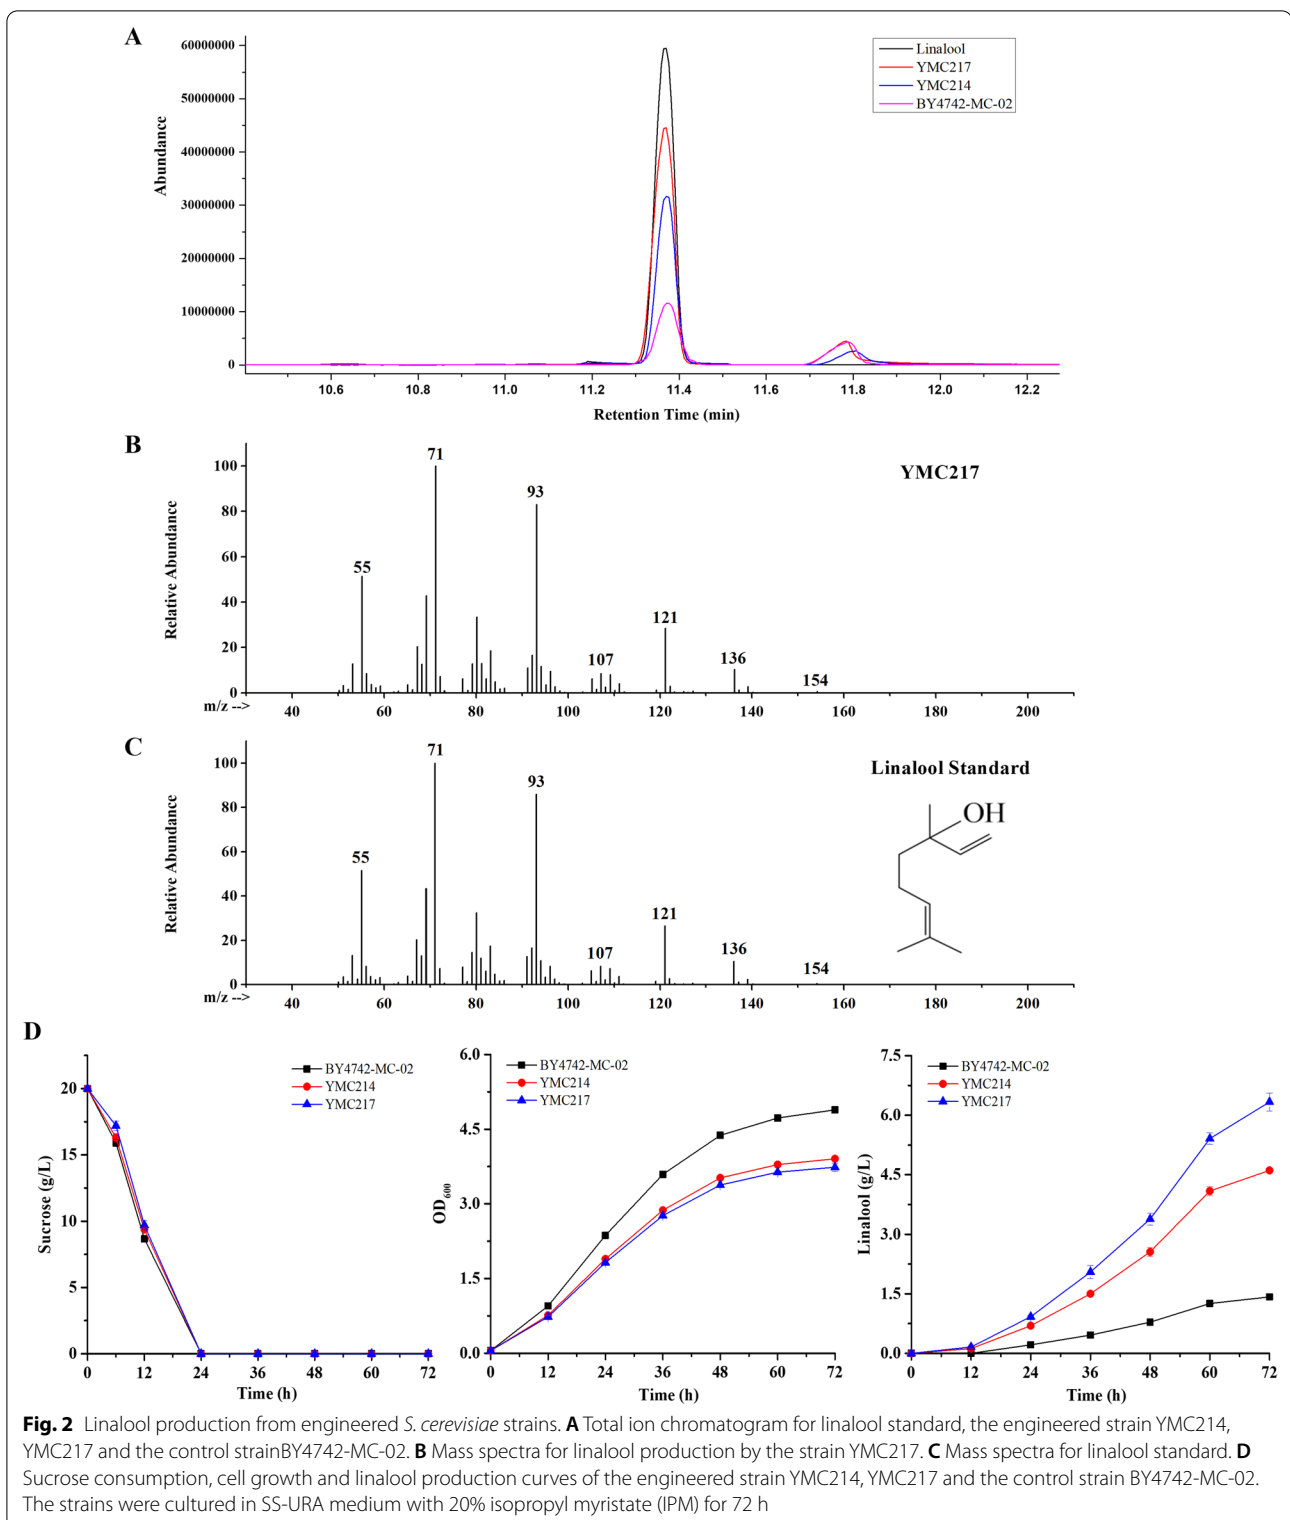 A
60000000
50000000
40000000
30000000
20000000
10000000
0
Abundance
Linalool
YMC217
YMC214
BY4742-MC-02
10.6 10.8 11.0 11.2 11.4 11.6 11.8 12.0 12.2
Retention Time (min)
B
YMC217
100
80
60
40
20
0
Relative Abundance
55
71
93
107
121
136
154
m/z -->
40 60 80 100 120 140 160 180 200
C
Linalool Standard
OH
100
80
60
40
20
0
Relative Abundance
55
71
93
107
121
136
154
m/z -->
40 60 80 100 120 140 160 180 200
D
20
15
10
5
0
Sucrose (g/L)
BY4742-MC-02
YMC214
YMC217
0 12 24 36 48 60 72
Time (h)
6.0
4.5
3.0
1.5
0.0
OD600
BY4742-MC-02
YMC214
YMC217
0 12 24 36 48 60 72
Time (h)
7.5
6.0
4.5
3.0
1.5
0.0
Linalool (g/L)
BY4742-MC-02
YMC214
YMC217
0 12 24 36 48 60 72
Time (h)
Fig. 2 Linalool production from engineered S. cerevisiae strains. A Total ion chromatogram for linalool standard, the engineered strain YMC214,
YMC217 and the control strainBY4742-MC-02. B Mass spectra for linalool production by the strain YMC217. C Mass spectra for linalool standard. D
Sucrose consumption, cell growth and linalool production curves of the engineered strain YMC214, YMC217 and the control strain BY4742-MC-02.
The strains were cultured in SS-URA medium with 20% isopropyl myristate (IPM) for 72 h